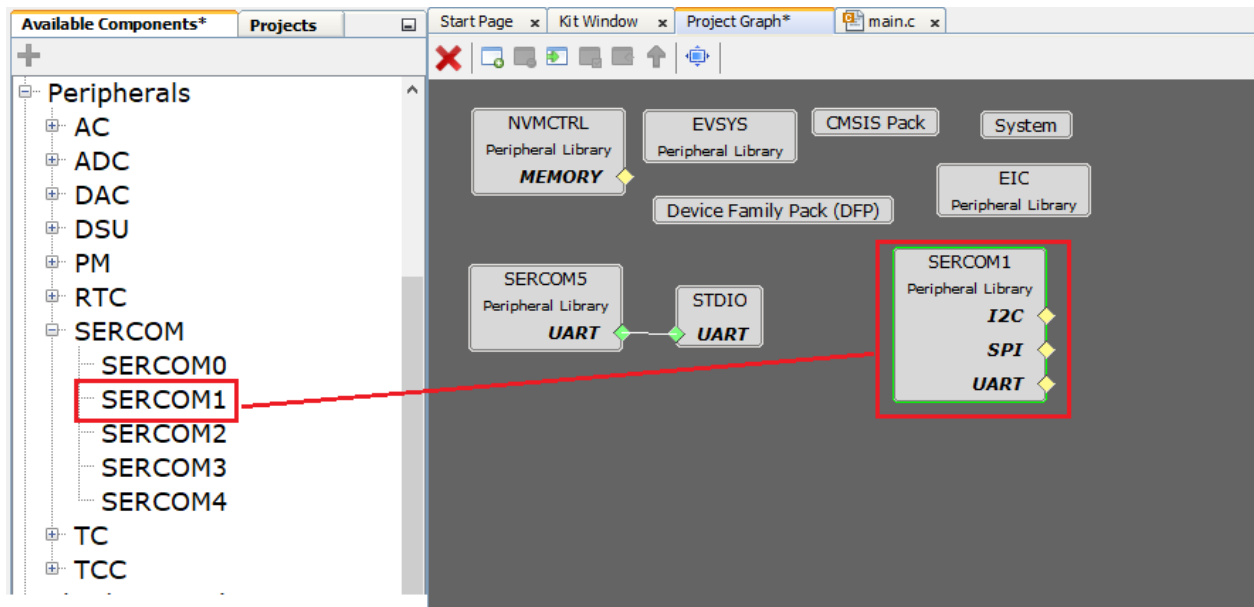 Available Components*
Projects
Start Page x
Kit Window x
Project Graph*
main.c x
Peripherals
AC
ADC
DAC
DSU
PM
RTC
SERCOM
SERCOM0
SERCOM1
SERCOM2
SERCOM3
SERCOM4
TC
TCC
NVMCTRL
Peripheral Library
MEMORY
EVSYS
Peripheral Library
CMSIS Pack
System
EIC
Peripheral Library
Device Family Pack (DFP)
SERCOM5
Peripheral Library
UART
STDIO
UART
SERCOM1
Peripheral Library
I2C
SPI
UART